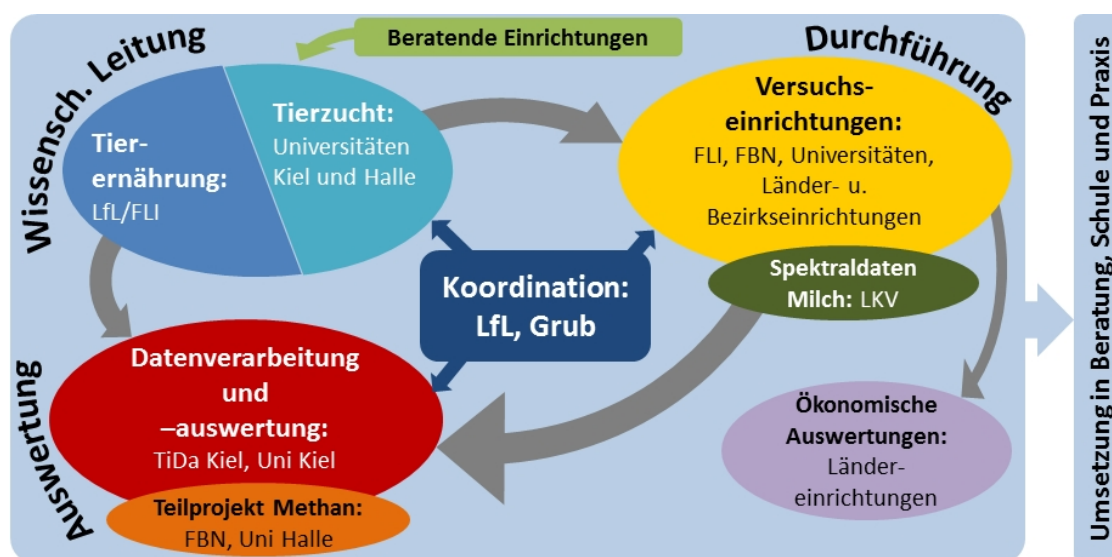 Wissensch. Leitung
Beratende Einrichtungen
Durchführung
Tier-
ernährung:
LfL/FLI
Tierzucht:
Universitäten
Kiel und Halle
Versuchs-
einrichtungen:
FLI, FBN, Universitäten,
Länder- u.
Bezirkseinrichtungen
Spektraldaten
Milch: LKV
Koordination:
LfL, Grub
Auswertung
Datenverarbeitung
und
–auswertung:
TiDa Kiel, Uni Kiel
Teilprojekt Methan:
FBN, Uni Halle
Ökonomische
Auswertungen:
Länder-
einrichtungen
Umsetzung in Beratung, Schule und Praxis